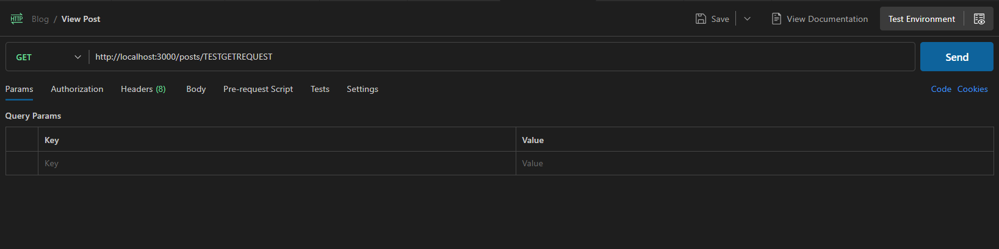 HTTP Blog / View Post Save View Documentation Test Environment
GET http://localhost:3000/posts/TESTGETREQUEST Send
Params Authorization Headers (8) Body Pre-request Script Tests Settings Code Cookies
Query Params
Key Value
Key Value